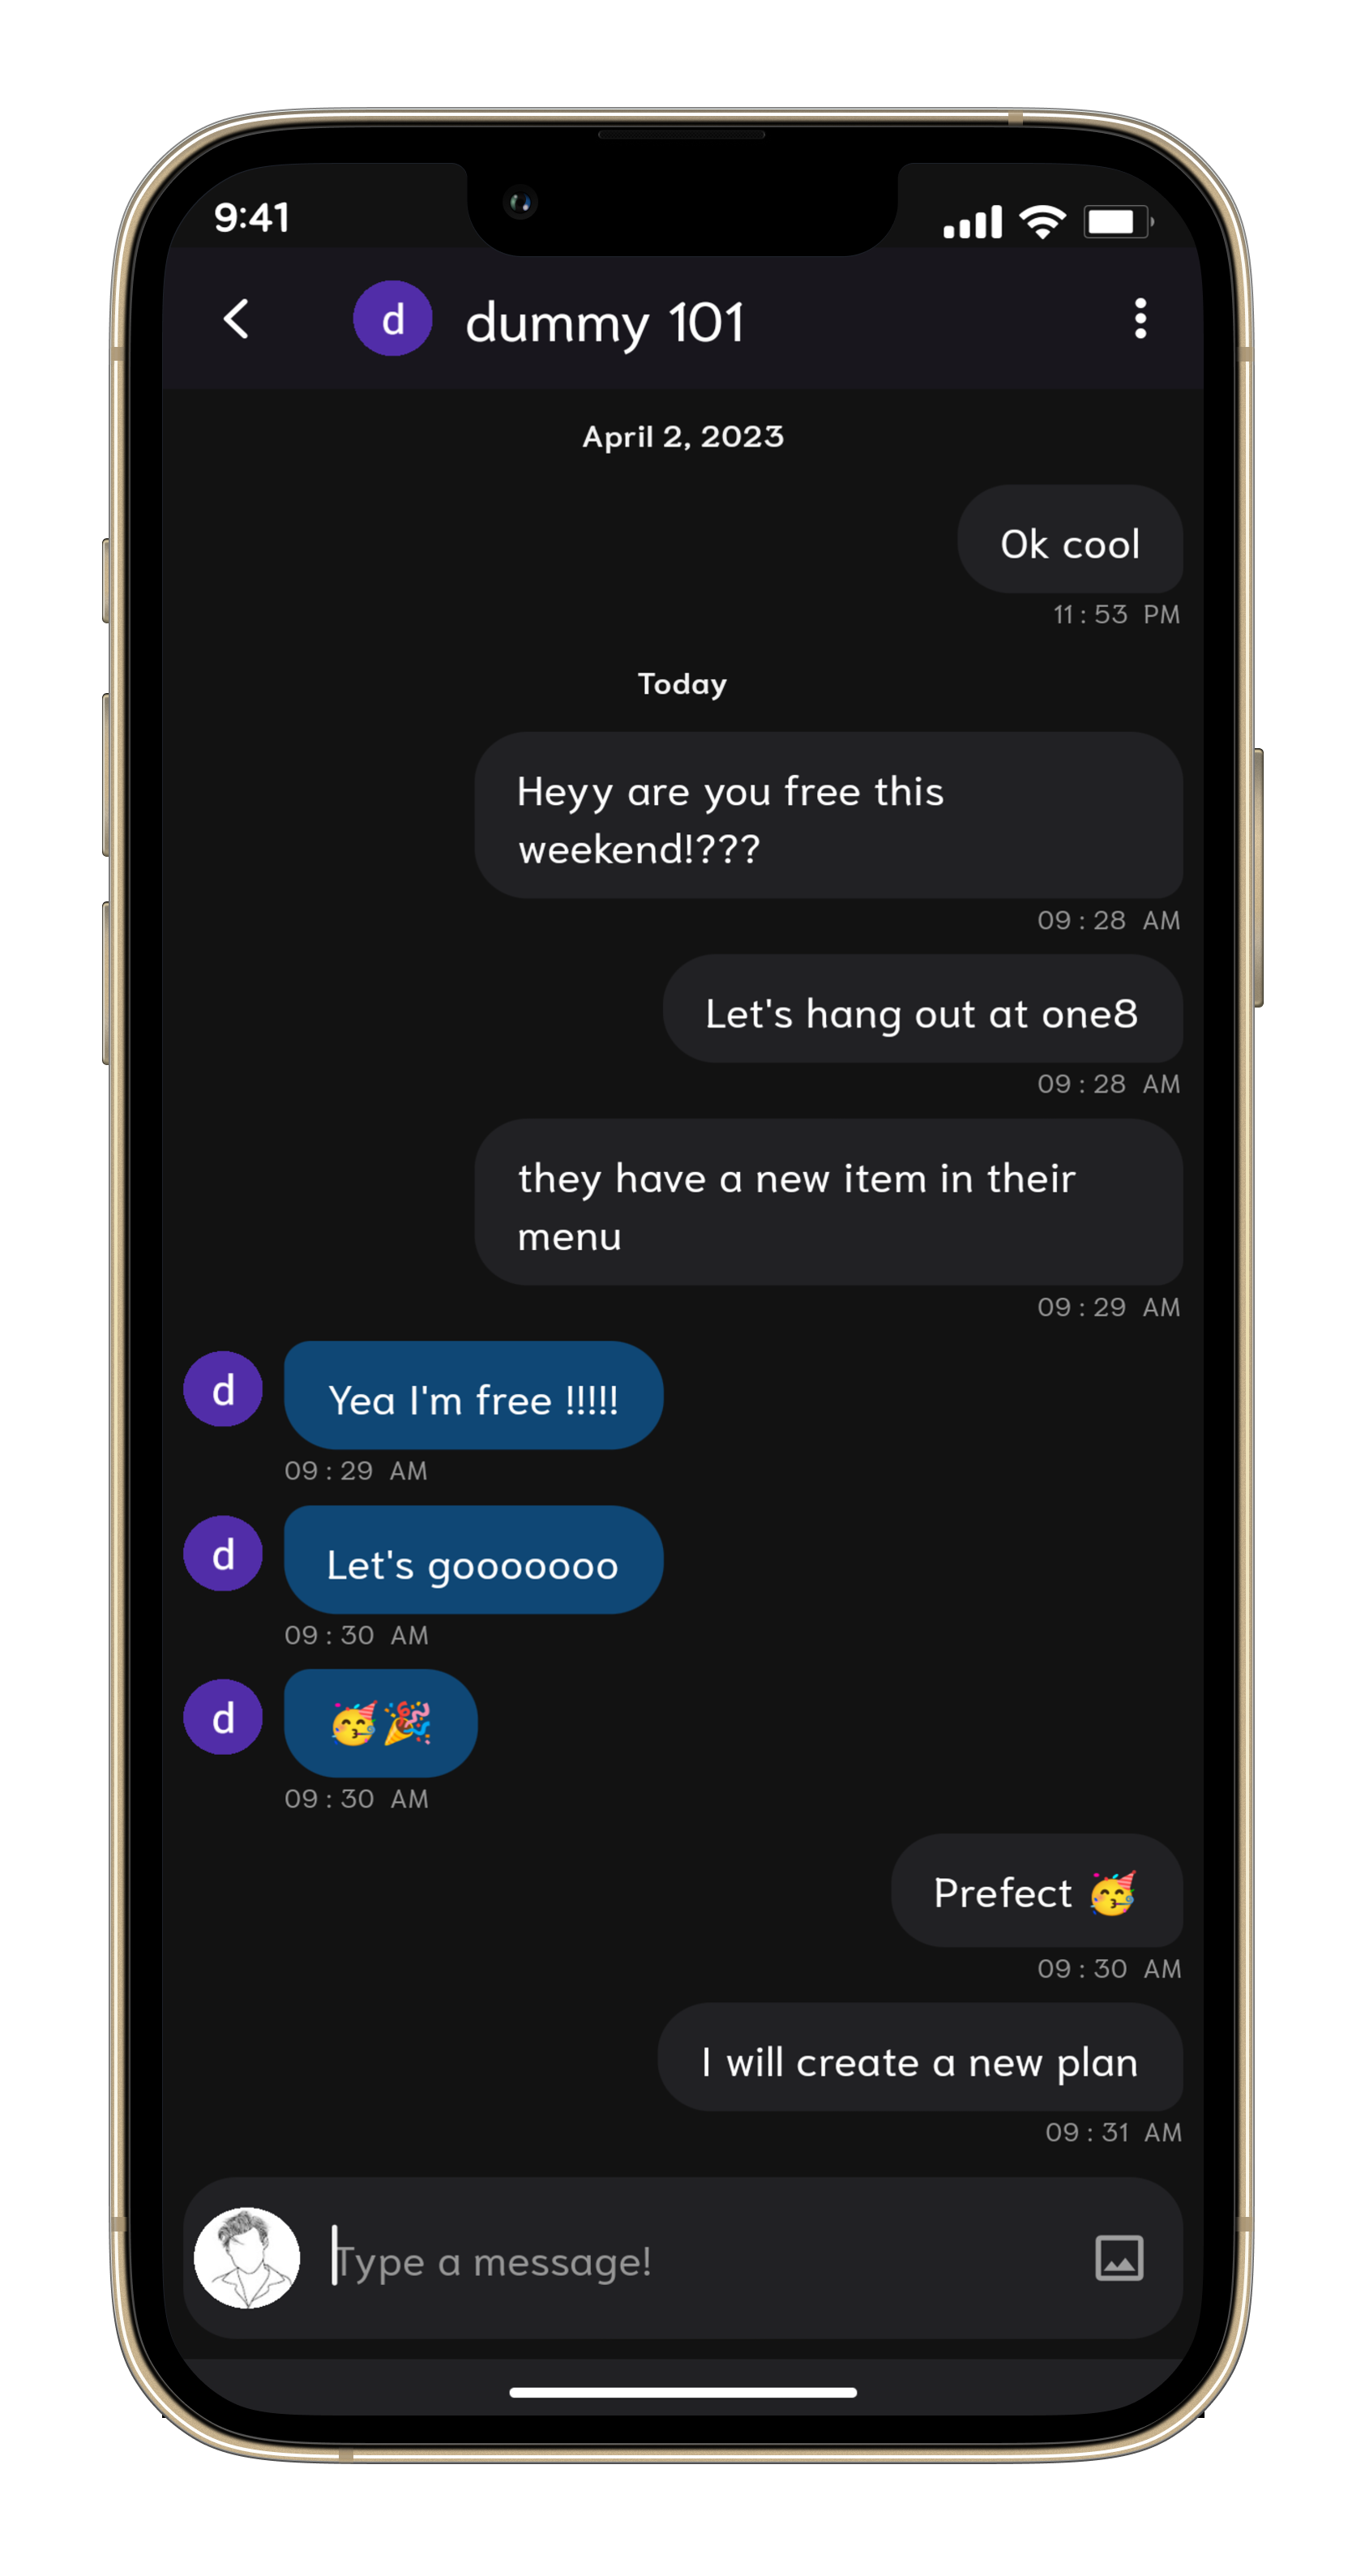 9:41
d dummy 101
April 2, 2023
Ok cool
11:53 PM
Today
Heyy are you free this
weekend!???
09:28 AM
Let's hang out at one8
09:28 AM
they have a new item in their
menu
09:29 AM
d Yea I'm free !!!!!
09:29 AM
d Let's gooooooo
09:30 AM
d 🥳🎉
09:30 AM
Prefect 🥳
09:30 AM
I will create a new plan
09:31 AM
Type a message!